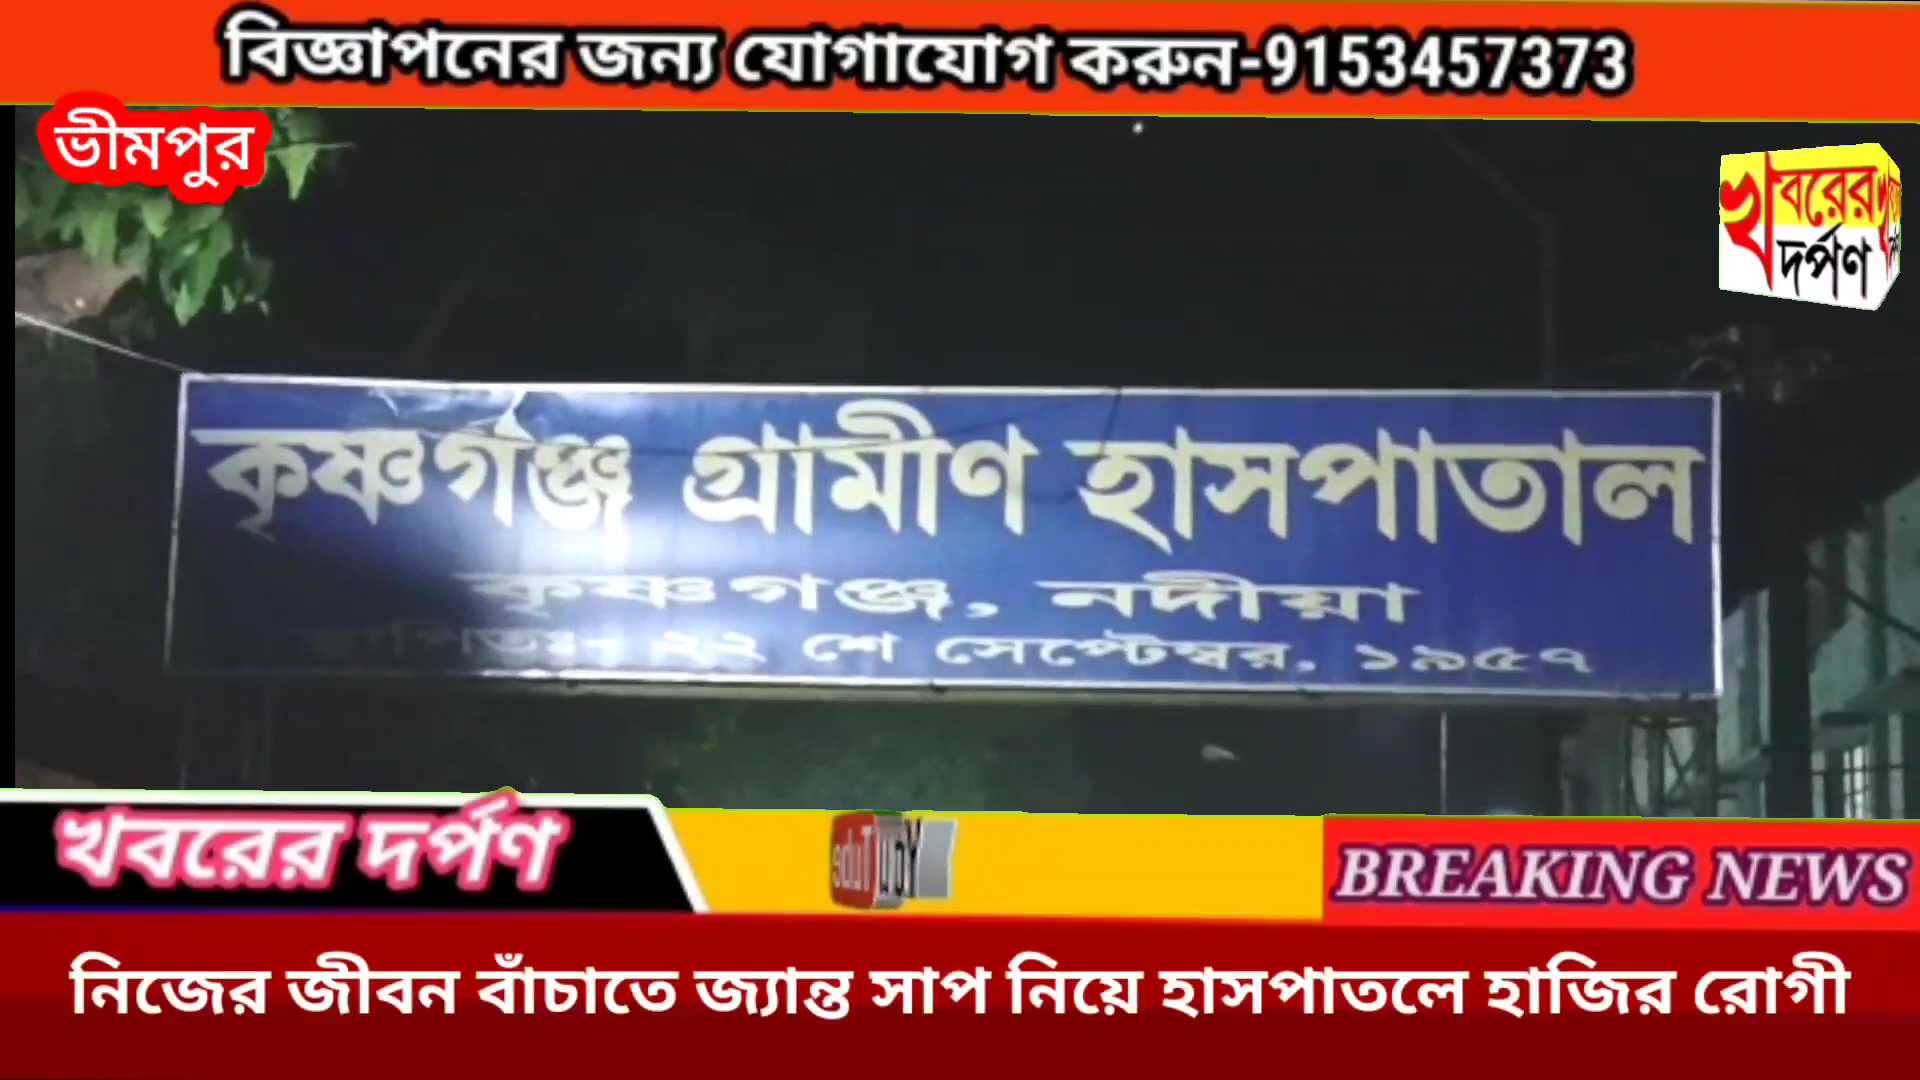 বিজ্ঞাপনের জন্য যোগাযোগ করুন-9153457373
ভীমপুর
খবরের
দর্পণ
কৃষ্ণগঞ্জ গ্রামীণ হাসপাতাল
কৃষ্ণগঞ্জ, নদীয়া
স্থাপিতঃ- ২২ শে সেপ্টেম্বর, ১৯৫৭
খবরের দর্পণ
BREAKING NEWS
নিজের জীবন বাঁচাতে জ্যান্ত সাপ নিয়ে হাসপাতলে হাজির রোগী